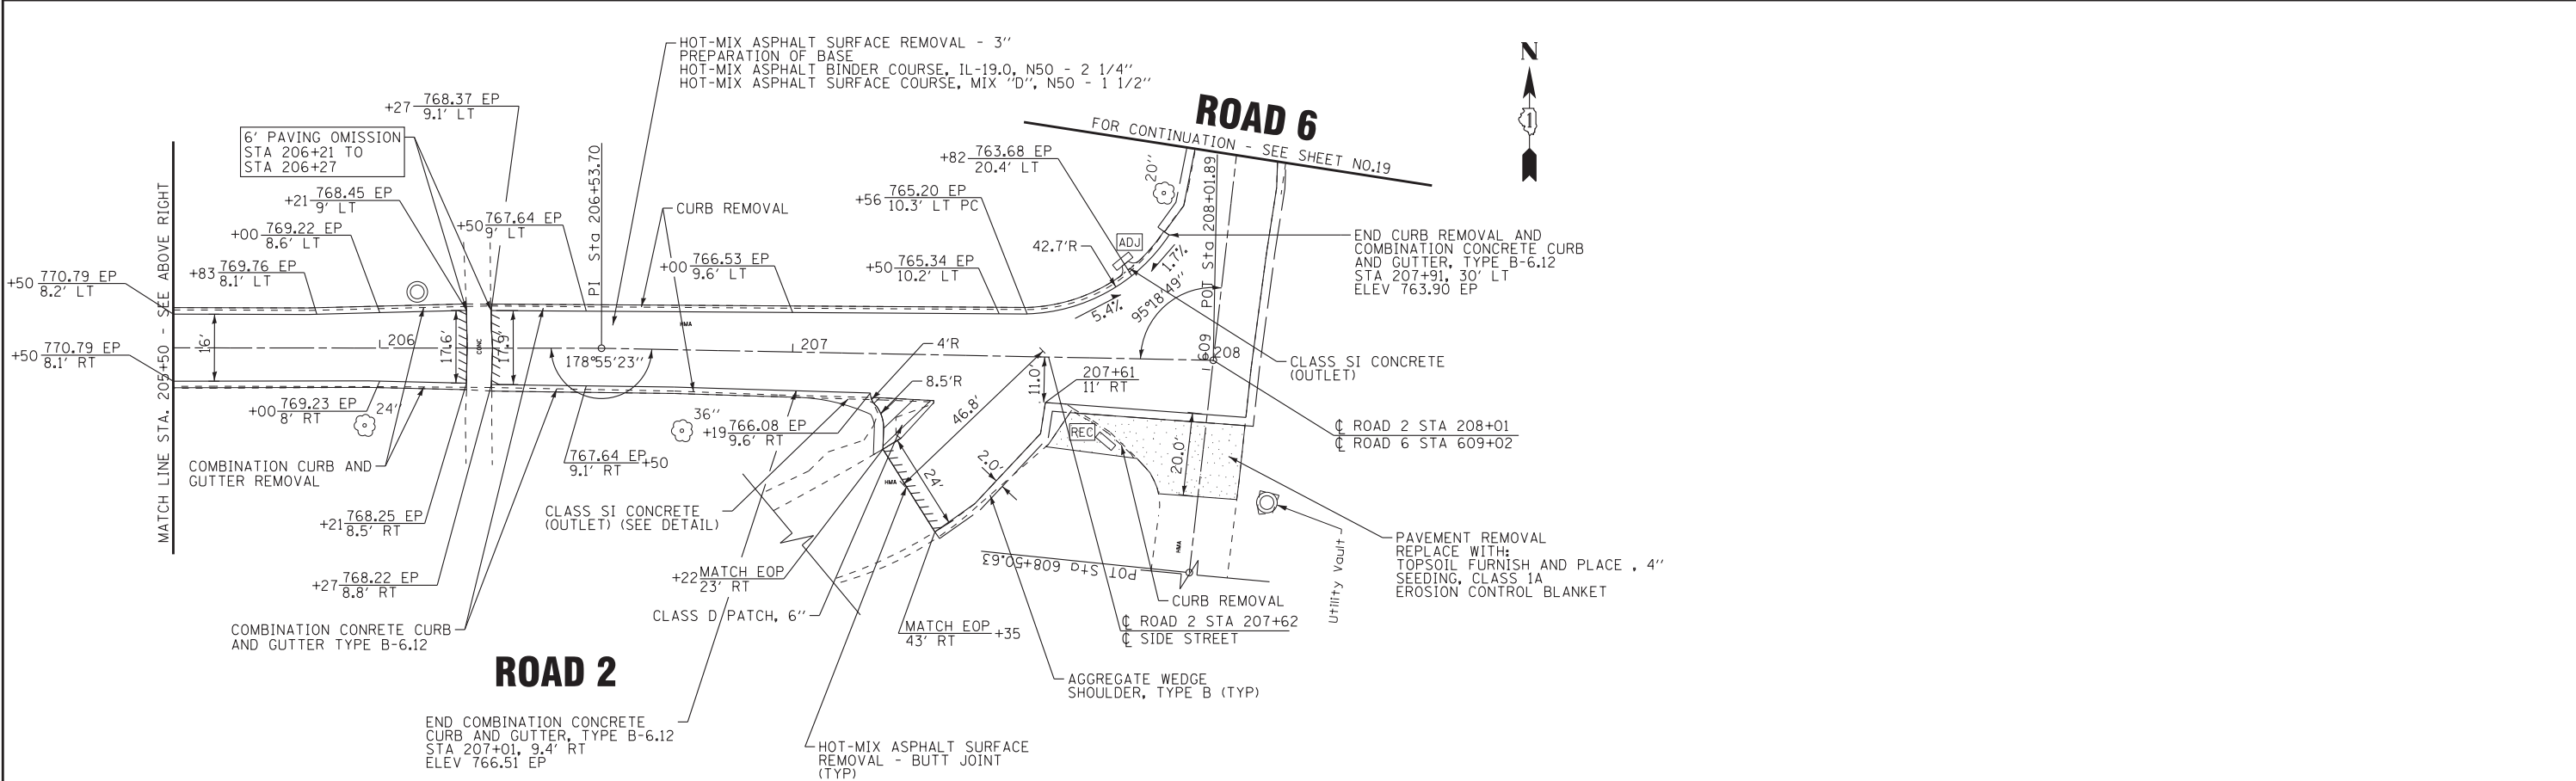 HOT-MIX ASPHALT SURFACE REMOVAL - 3''
PREPARATION OF BASE
HOT-MIX ASPHALT BINDER COURSE, IL-19.0, N50 - 2 1/4''
HOT-MIX ASPHALT SURFACE COURSE, MIX "D", N50 - 1 1/2''
N
1
ROAD 6
FOR CONTINUATION - SEE SHEET NO.19
+27 768.37 EP
9.1' LT
6' PAVING OMISSION
STA 206+21 TO
STA 206+27
+21 768.45 EP
9' LT
+00 769.22 EP
8.6' LT
+83 769.76 EP
8.1' LT
+50 770.79 EP
8.2' LT
+50 770.79 EP
8.1' RT
MATCH LINE STA. 205+50 - SEE ABOVE RIGHT
+50 767.64 EP
9' LT
PI Sta 206+53.70
CURB REMOVAL
+00 766.53 EP
9.6' LT
+50 765.34 EP
10.2' LT
+56 765.20 EP
10.3' LT PC
+82 763.68 EP
20.4' LT
20''
42.7'R
ADJ
1.7%
5.4%
95°18'49''
POT Sta 208+01.89
END CURB REMOVAL AND
COMBINATION CONCRETE CURB
AND GUTTER, TYPE B-6.12
STA 207+91, 30' LT
ELEV 763.90 EP
CLASS SI CONCRETE
(OUTLET)
16'
206
17.6'
CONC
17.9'
178°55'23''
HMA
207
4'R
8.5'R
609
208
11.0'
207+61
11' RT
46.8'
℄ ROAD 2 STA 208+01
℄ ROAD 6 STA 609+02
+00 769.23 EP
8' RT
24''
36''
+19 766.08 EP
9.6' RT
767.64 EP +50
9.1' RT
REC
20.0'
2.0'
24'
HMA
COMBINATION CURB AND
GUTTER REMOVAL
+21 768.25 EP
8.5' RT
CLASS SI CONCRETE
(OUTLET) (SEE DETAIL)
+27 768.22 EP
8.8' RT
+22 MATCH EOP
23' RT
CLASS D PATCH, 6''
MATCH EOP +35
43' RT
POT Sta 608+50.63
HMA
Utility Vault
PAVEMENT REMOVAL
REPLACE WITH:
TOPSOIL FURNISH AND PLACE , 4''
SEEDING, CLASS 1A
EROSION CONTROL BLANKET
CURB REMOVAL
℄ ROAD 2 STA 207+62
℄ SIDE STREET
COMBINATION CONRETE CURB
AND GUTTER TYPE B-6.12
ROAD 2
AGGREGATE WEDGE
SHOULDER, TYPE B (TYP)
END COMBINATION CONCRETE
CURB AND GUTTER, TYPE B-6.12
STA 207+01, 9.4' RT
ELEV 766.51 EP
HOT-MIX ASPHALT SURFACE
REMOVAL - BUTT JOINT
(TYP)